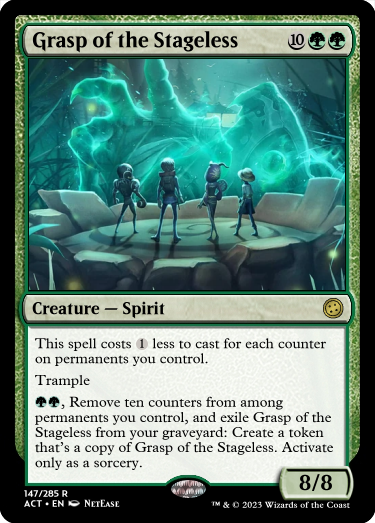 Grasp of the Stageless 10
Creature — Spirit
This spell costs 1 less to cast for each counter
on permanents you control.
Trample
, Remove ten counters from among
permanents you control, and exile Grasp of the
Stageless from your graveyard: Create a token
that's a copy of Grasp of the Stageless. Activate
only as a sorcery.
8/8
147/285 R
ACT • EN NetEase
™ & © 2023 Wizards of the Coast